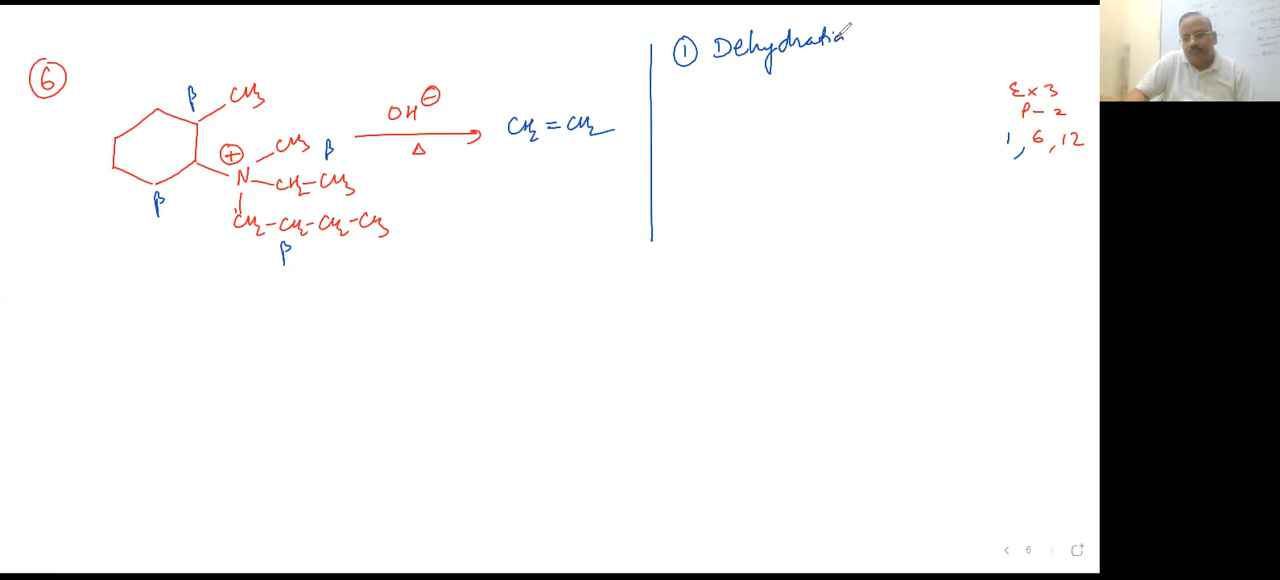 6
β
CH3
⊕
CH3
β
N
CH2-CH3
β
CH2-CH2-CH2-CH3
β
OH⊖
Δ
CH2=CH2
① Dehydratio
Ex 3
P-2
1, 6, 12
< 6 >